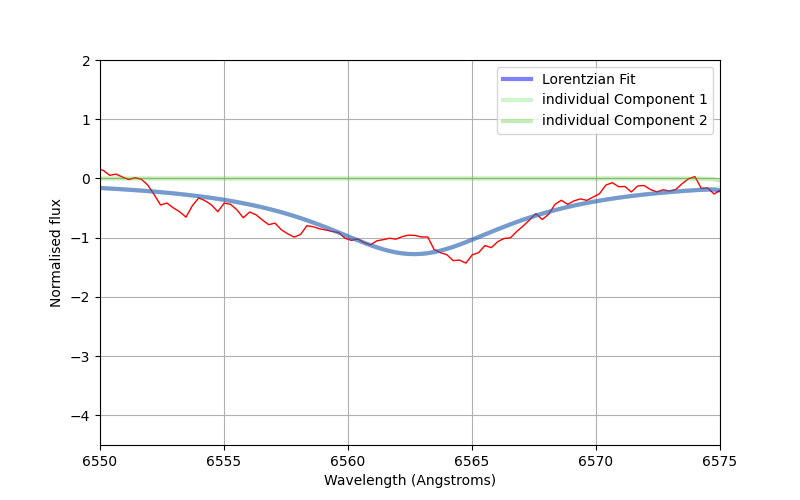 2
1
0
−1
−2
−3
−4
Normalised flux
6550 6555 6560 6565 6570 6575
Wavelength (Angstroms)
Lorentzian Fit
individual Component 1
individual Component 2